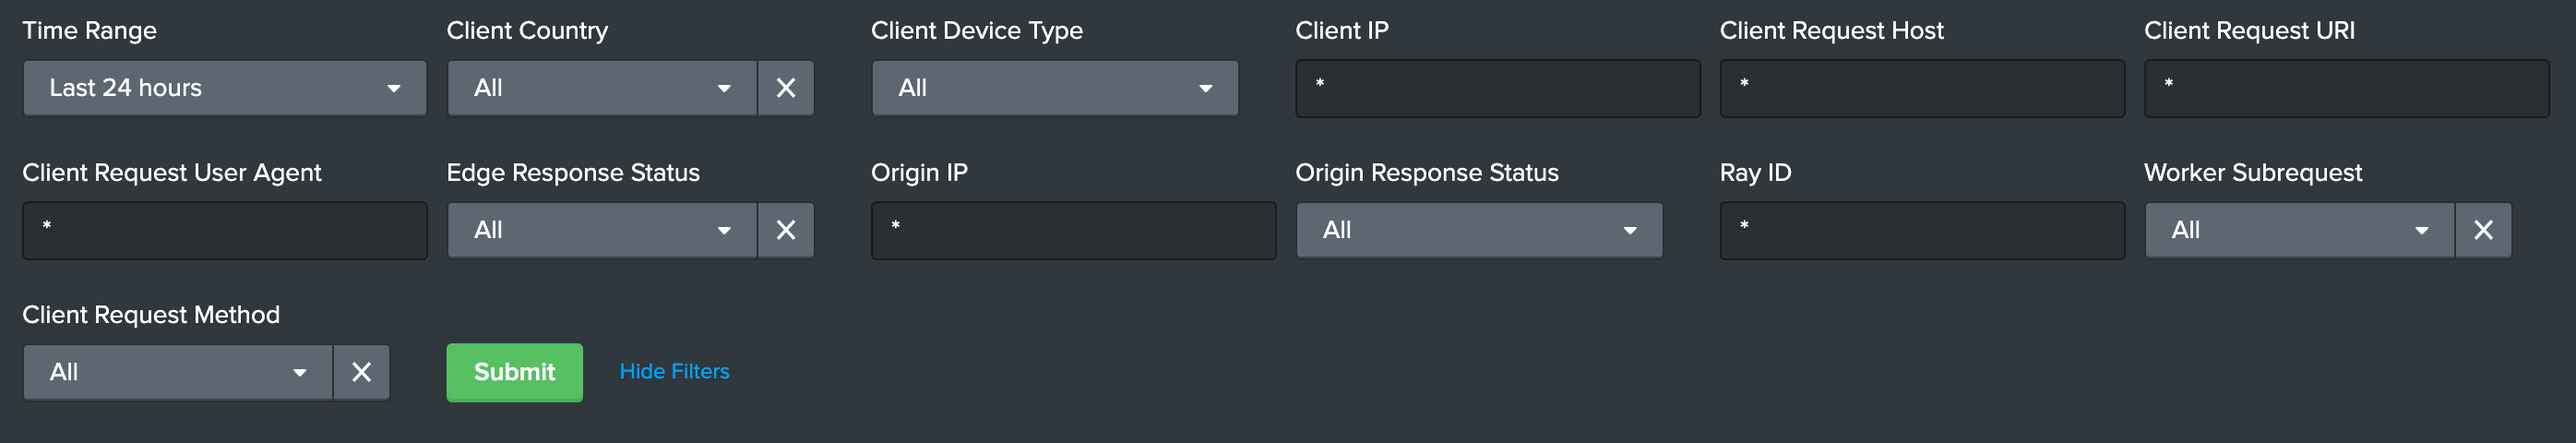 Time Range Client Country Client Device Type Client IP Client Request Host Client Request URI
Last 24 hours All All * * *
Client Request User Agent Edge Response Status Origin IP Origin Response Status Ray ID Worker Subrequest
* All * All * All
Client Request Method
All Submit Hide Filters